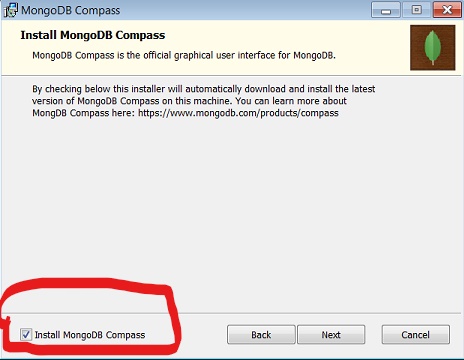 MongoDB Compass
Install MongoDB Compass
MongoDB Compass is the official graphical user interface for MongoDB.
By checking below this installer will automatically download and install the latest
version of MongoDB Compass on this machine. You can learn more about
MongDB Compass here: https://www.mongodb.com/products/compass
Install MongoDB Compass
Back
Next
Cancel